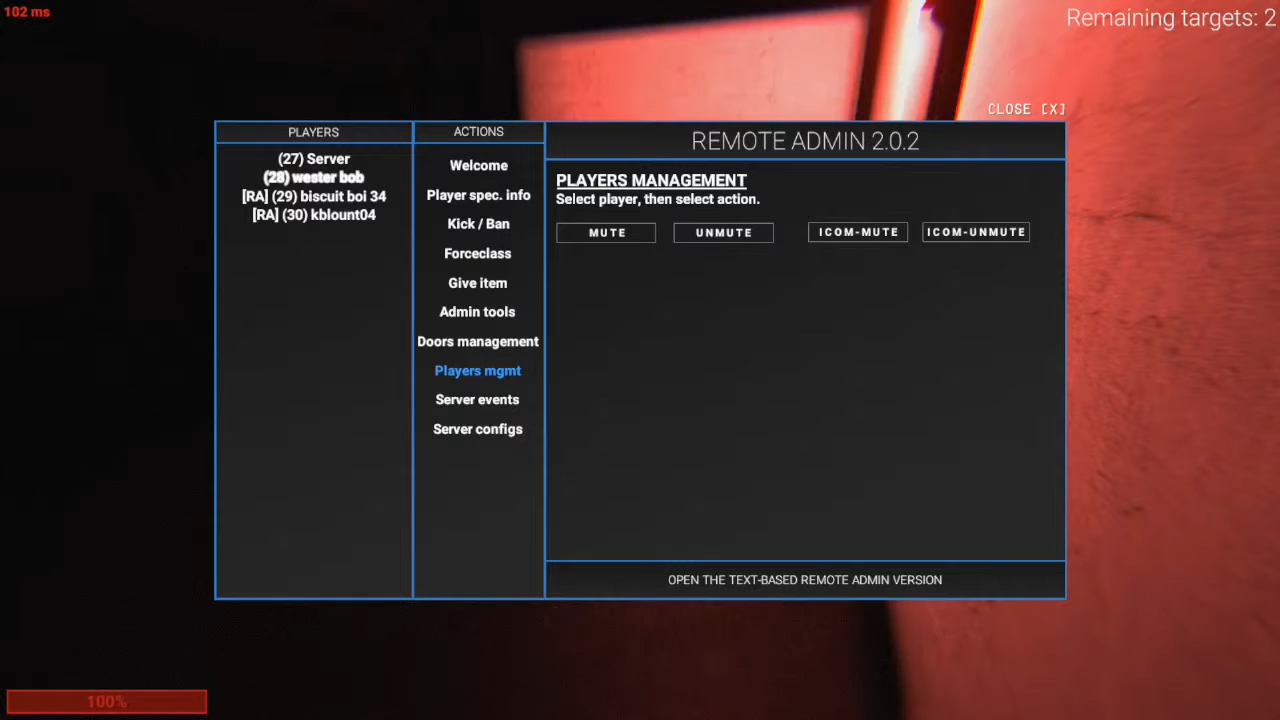 102 ms
Remaining targets: 2
CLOSE [X]
PLAYERS
(27) Server
(28) wester bob
[RA] (29) biscuit boi 34
[RA] (30) kblount04
ACTIONS
Welcome
Player spec. info
Kick / Ban
Forceclass
Give item
Admin tools
Doors management
Players mgmt
Server events
Server configs
REMOTE ADMIN 2.0.2
PLAYERS MANAGEMENT
Select player, then select action.
MUTE UNMUTE ICOM-MUTE ICOM-UNMUTE
OPEN THE TEXT-BASED REMOTE ADMIN VERSION
100%